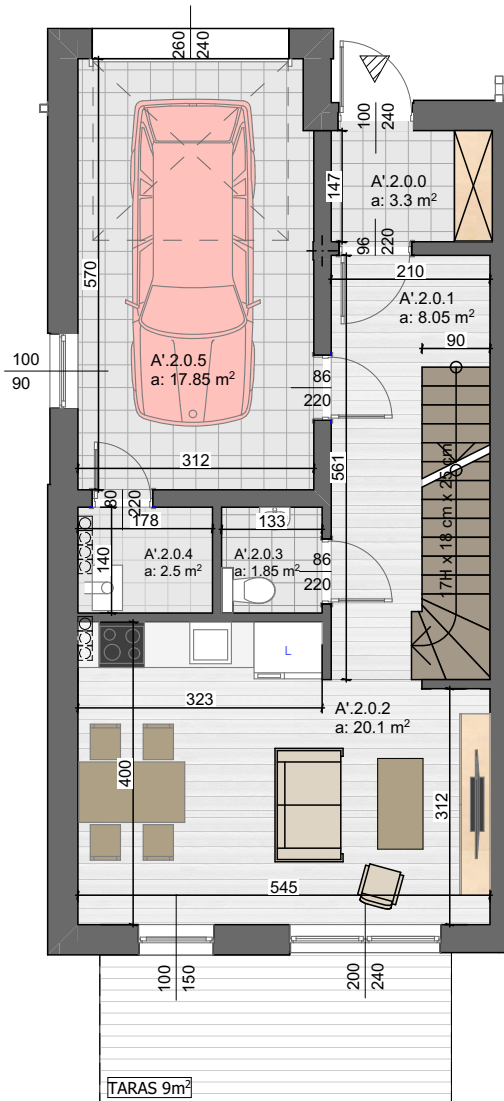 260
240
100
240
147
A'.2.0.0
a: 3.3 m²
96
220
210
570
A'.2.0.1
a: 8.05 m²
90
100
90
A'.2.0.5
a: 17.85 m²
86
220
312
561
17H x 18 cm x 25 cm
80
220
178
133
140
A'.2.0.4
a: 2.5 m²
A'.2.0.3
a: 1.85 m²
86
220
L
323
A'.2.0.2
a: 20.1 m²
400
312
545
100
150
200
240
TARAS 9m²